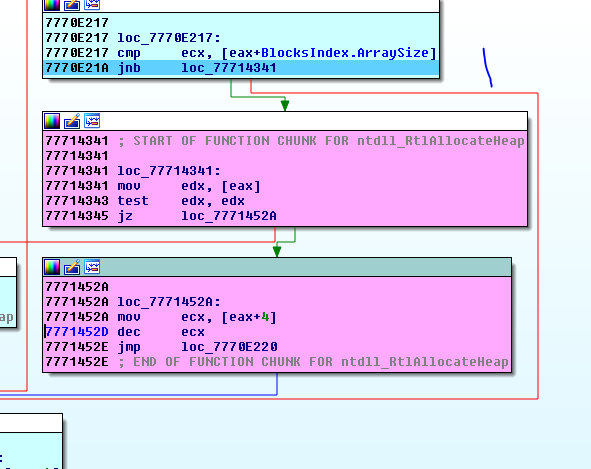 7770E217
7770E217 loc_7770E217:
7770E217 cmp ecx, [eax+BlocksIndex.ArraySize]
7770E21A jnb loc_77714341
77714341 ; START OF FUNCTION CHUNK FOR ntdll_RtlAllocateHeap
77714341
77714341 loc_77714341:
77714341 mov edx, [eax]
77714343 test edx, edx
77714345 jz loc_7771452A
7771452A
7771452A loc_7771452A:
7771452A mov ecx, [eax+4]
7771452D dec ecx
7771452E jmp loc_7770E220
7771452E ; END OF FUNCTION CHUNK FOR ntdll_RtlAllocateHeap
ap
: